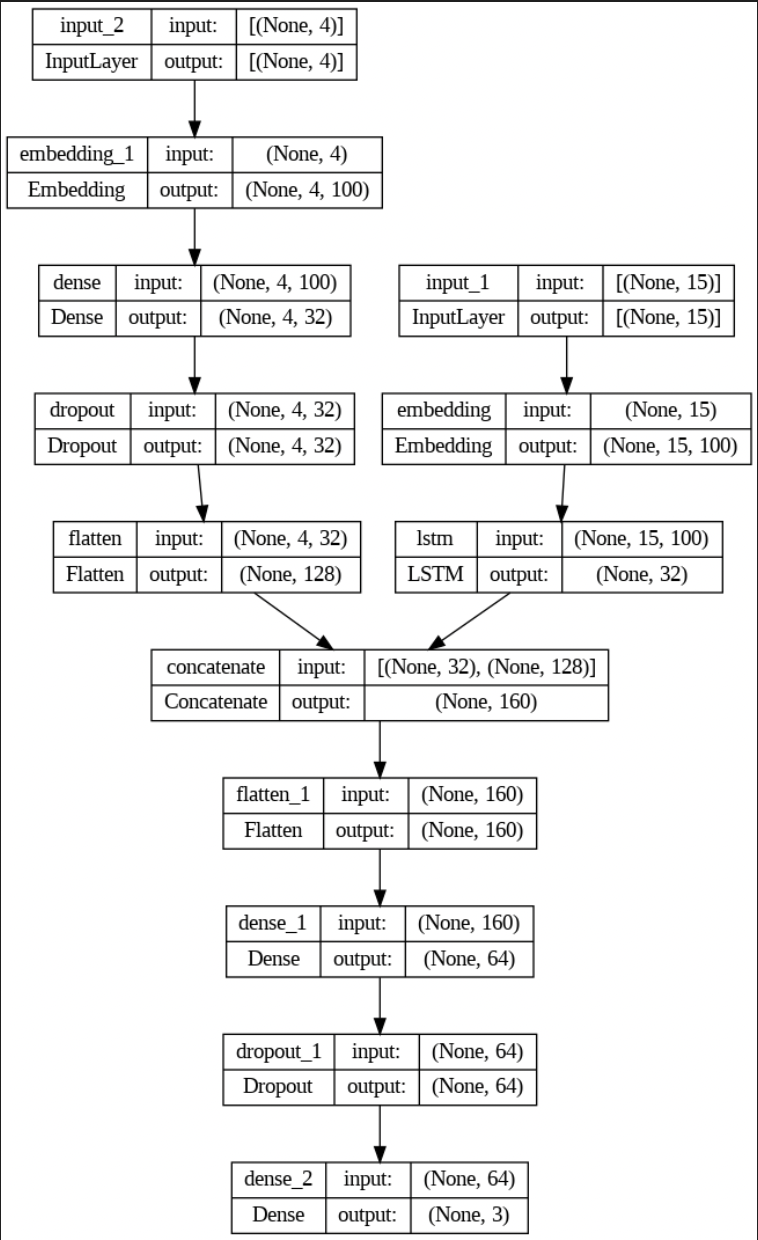 input_2 input: [(None, 4)]
InputLayer output: [(None, 4)]
embedding_1 input: (None, 4)
Embedding output: (None, 4, 100)
dense input: (None, 4, 100)
Dense output: (None, 4, 32)
input_1 input: [(None, 15)]
InputLayer output: [(None, 15)]
dropout input: (None, 4, 32)
Dropout output: (None, 4, 32)
embedding input: (None, 15)
Embedding output: (None, 15, 100)
flatten input: (None, 4, 32)
Flatten output: (None, 128)
lstm input: (None, 15, 100)
LSTM output: (None, 32)
concatenate input: [(None, 32), (None, 128)]
Concatenate output: (None, 160)
flatten_1 input: (None, 160)
Flatten output: (None, 160)
dense_1 input: (None, 160)
Dense output: (None, 64)
dropout_1 input: (None, 64)
Dropout output: (None, 64)
dense_2 input: (None, 64)
Dense output: (None, 3)